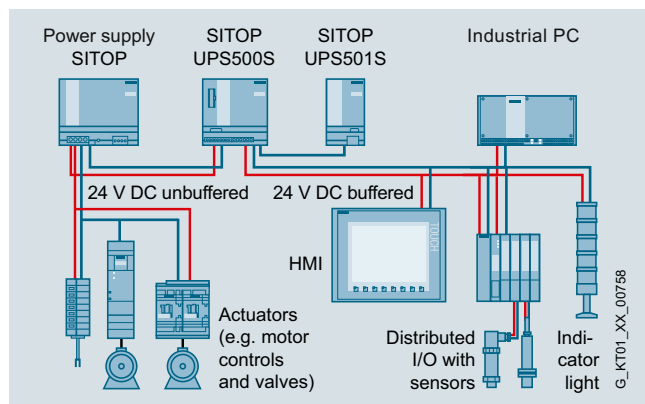 Power supply
SITOP
SITOP
UPS500S
SITOP
UPS501S
Industrial PC
24 V DC unbuffered
24 V DC buffered
HMI
TOUCH
Actuators
(e.g. motor
controls
and valves)
Distributed
I/O with
sensors
Indi-
cator
light
G_KT01_XX_00758